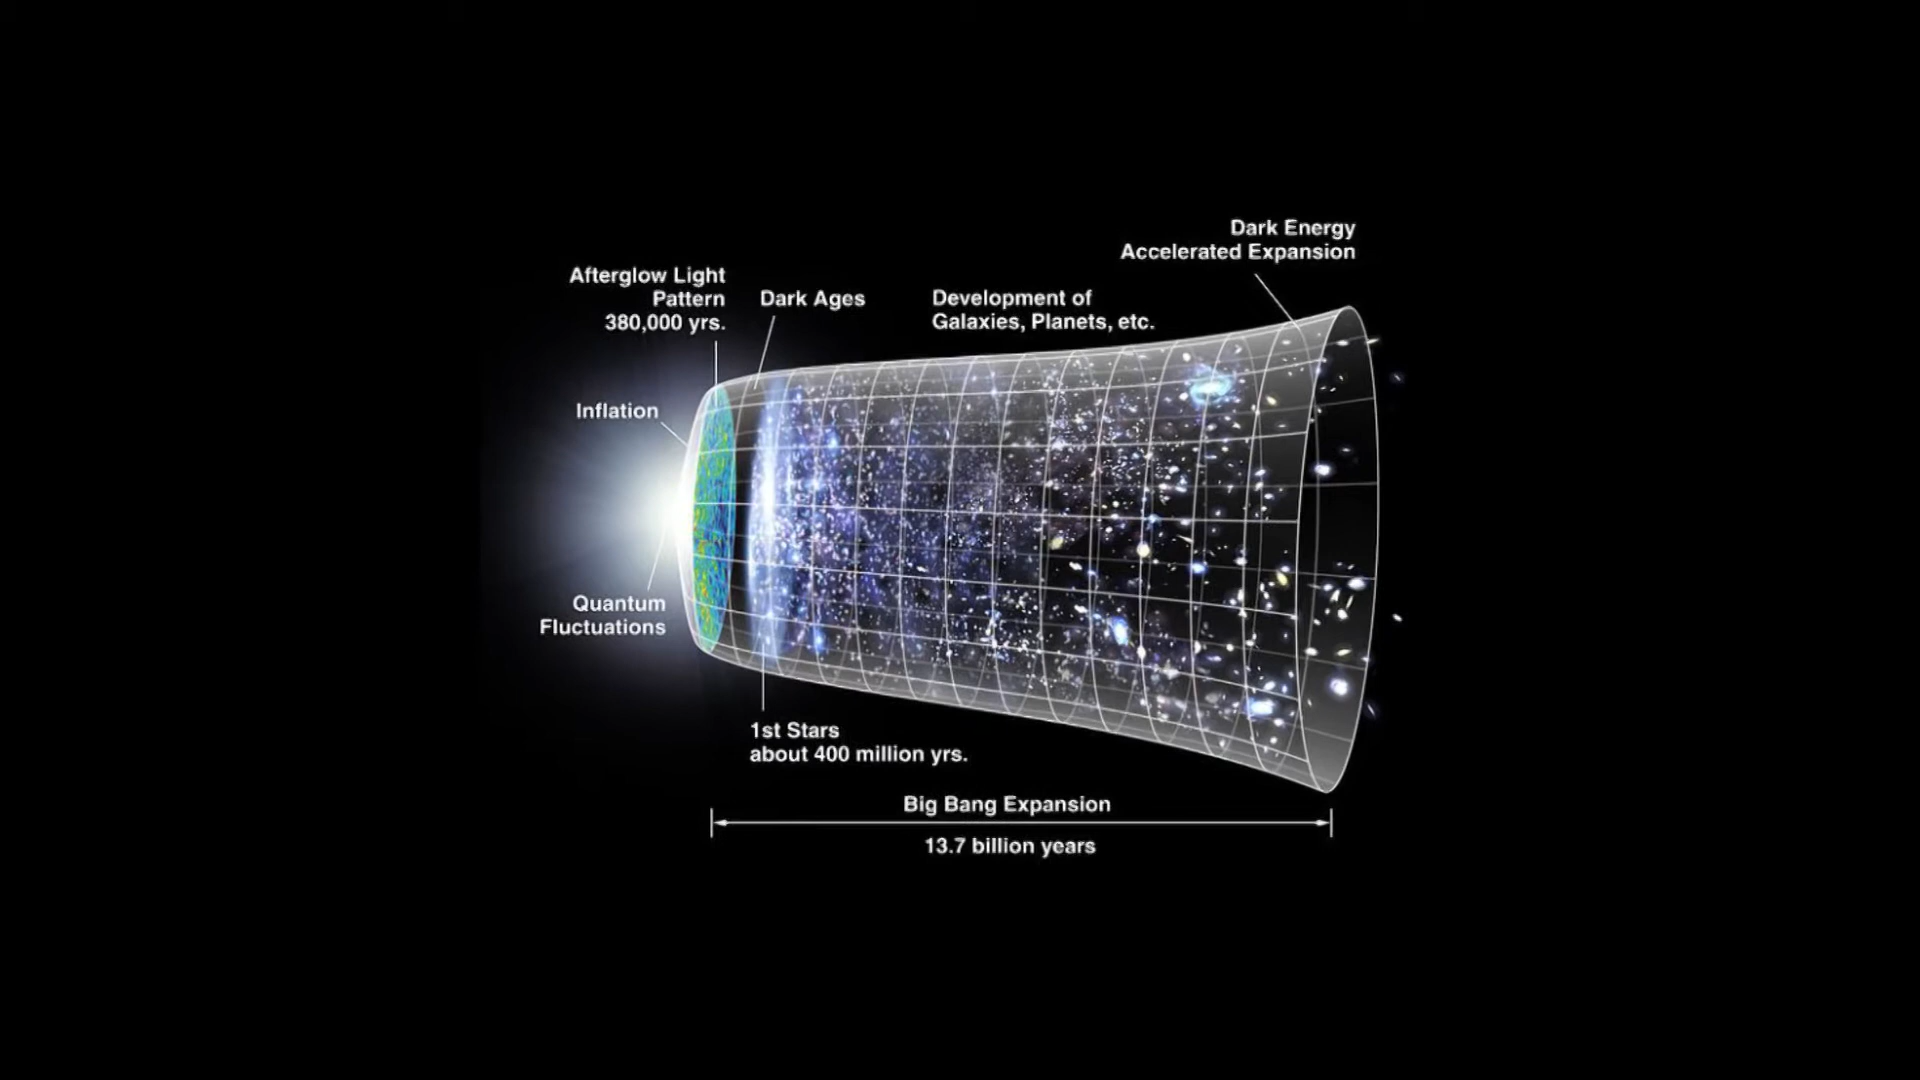 Dark Energy
Accelerated Expansion
Afterglow Light
Pattern
380,000 yrs.
Dark Ages
Development of
Galaxies, Planets, etc.
Inflation
Quantum
Fluctuations
1st Stars
about 400 million yrs.
Big Bang Expansion
13.7 billion years